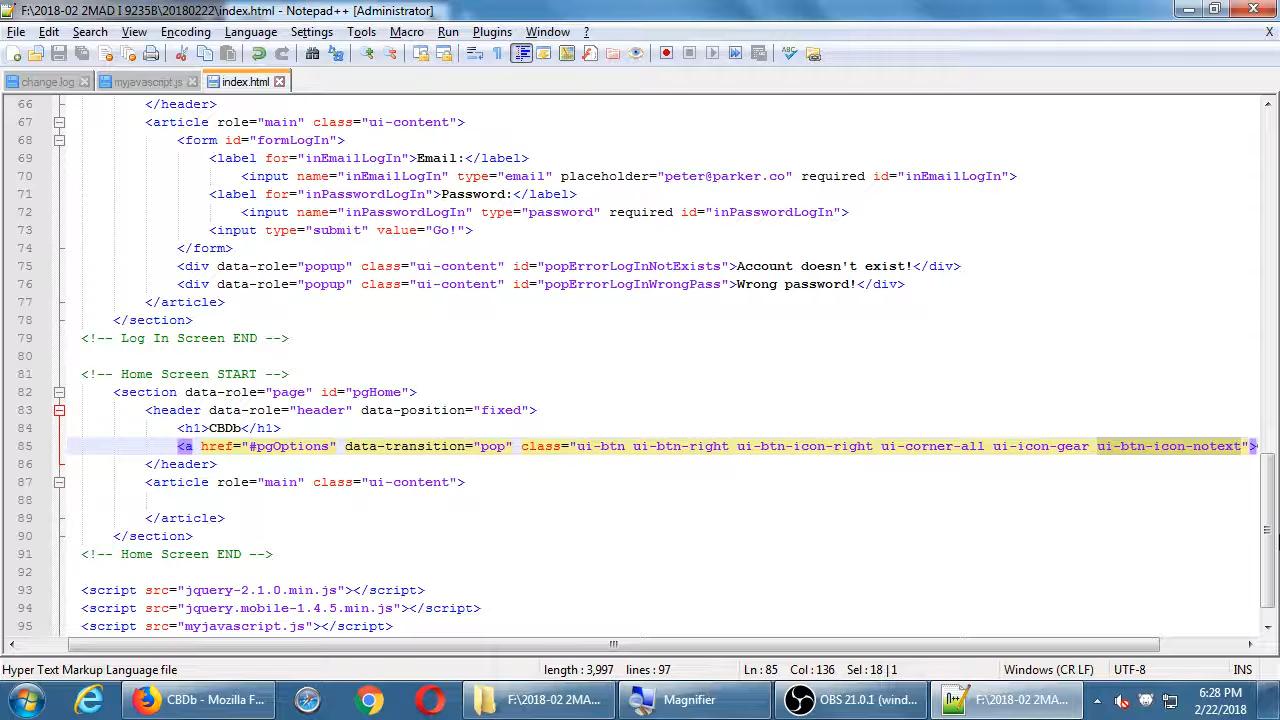 F:\2018-02 2MAD I 9235B\20180222\index.html - Notepad++ [Administrator]
File Edit Search View Encoding Language Settings Tools Macro Run Plugins Window ? X
change.log myjavascript.js index.html
66 </header>
67 <article role="main" class="ui-content">
68 <form id="formLogIn">
69 <label for="inEmailLogIn">Email:</label>
70 <input name="inEmailLogIn" type="email" placeholder="peter@parker.co" required id="inEmailLogIn">
71 <label for="inPasswordLogIn">Password:</label>
72 <input name="inPasswordLogIn" type="password" required id="inPasswordLogIn">
73 <input type="submit" value="Go!">
74 </form>
75 <div data-role="popup" class="ui-content" id="popErrorLogInNotExists">Account doesn't exist!</div>
76 <div data-role="popup" class="ui-content" id="popErrorLogInWrongPass">Wrong password!</div>
77 </article>
78 </section>
79 <!-- Log In Screen END -->
80
81 <!-- Home Screen START -->
82 <section data-role="page" id="pgHome">
83 <header data-role="header" data-position="fixed">
84 <h1>CBDb</h1>
85 <a href="#pgOptions" data-transition="pop" class="ui-btn ui-btn-right ui-btn-icon-right ui-corner-all ui-icon-gear ui-btn-icon-notext">
86 </header>
87 <article role="main" class="ui-content">
88
89 </article>
90 </section>
91 <!-- Home Screen END -->
92
93 <script src="jquery-2.1.0.min.js"></script>
94 <script src="jquery.mobile-1.4.5.min.js"></script>
95 <script src="myjavascript.js"></script>
Hyper Text Markup Language file length : 3,997 lines : 97 Ln : 85 Col : 136 Sel : 18 | 1 Windows (CR LF) UTF-8 INS
CBDb - Mozilla F... F:\2018-02 2MAD... Magnifier OBS 21.0.1 (wind... F:\2018-02 2MA... 6:28 PM
2/22/2018